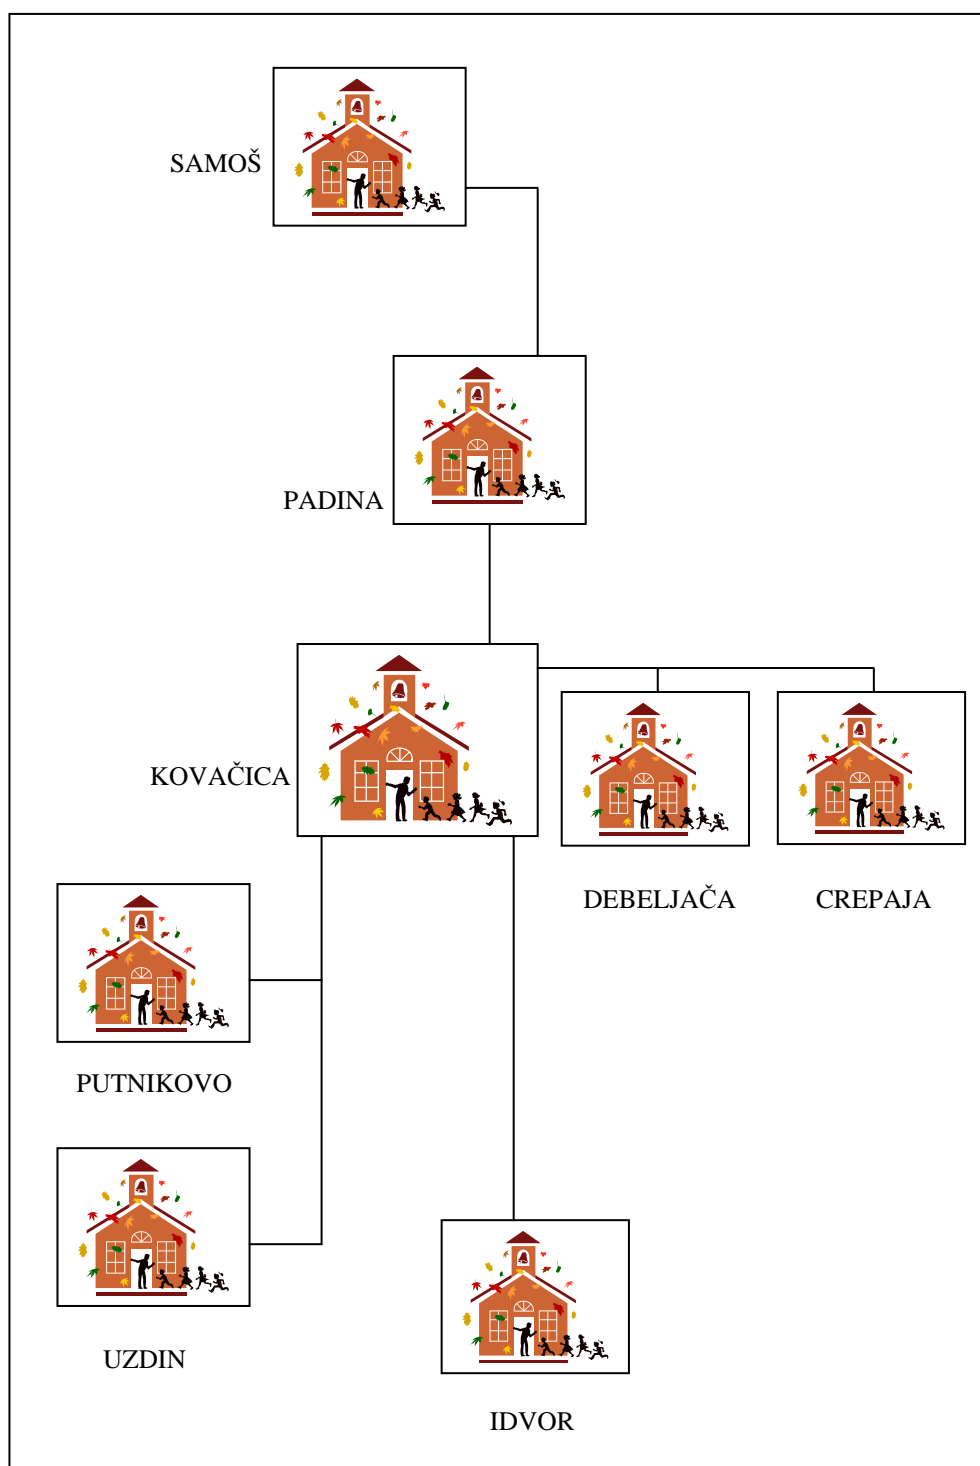 SAMOŠ
PADINA
KOVAČICA
DEBELJAČA
CREPAJA
PUTNIKOVO
UZDIN
IDVOR